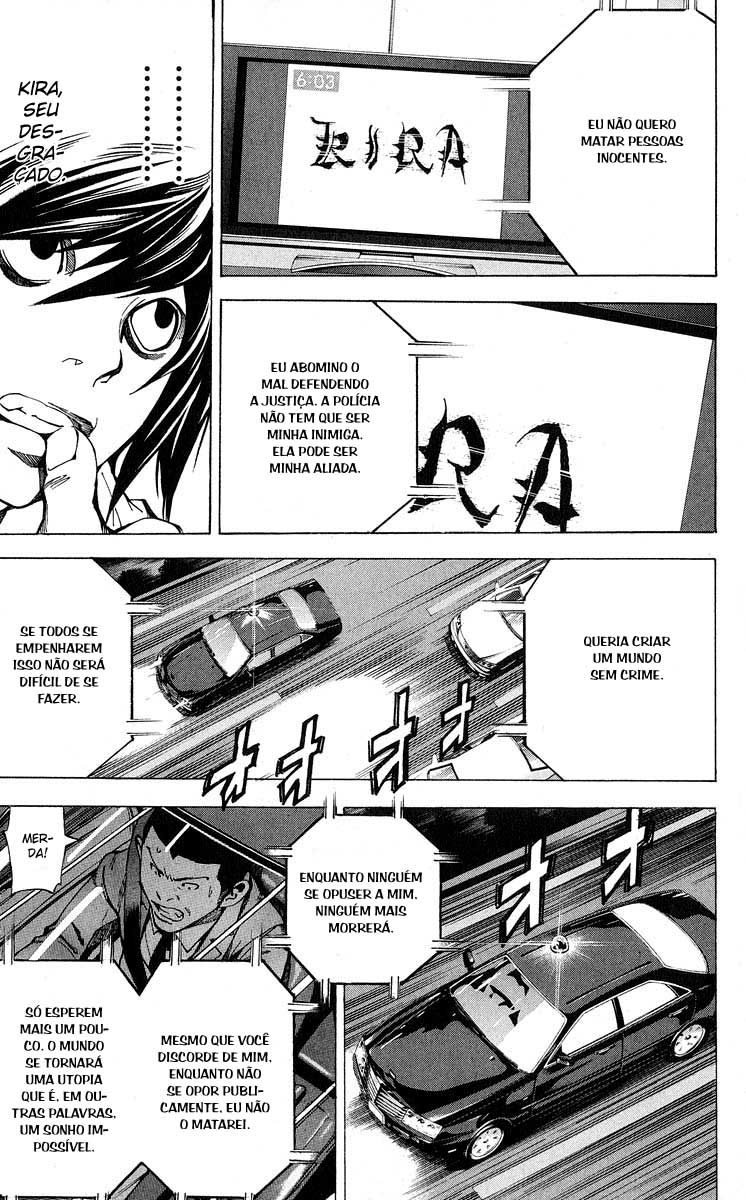 6:03
KIRA
EU NÃO QUERO
MATAR PESSOAS
INOCENTES.
EU ABOMINO O
MAL DEFENDENDO
A JUSTIÇA. A POLÍCIA
NÃO TEM QUE SER
MINHA INIMIGA.
ELA PODE SER
MINHA ALIADA.
RA
KIRA,
SEU
DES-
GRA-
ÇADO.
QUERIA CRIAR
UM MUNDO
SEM CRIME.
SE TODOS SE
EMPENHAREM
ISSO NÃO SERÁ
DIFÍCIL DE SE
FAZER.
オオオオ
オオ
ENQUANTO NINGUÉM
SE OPUSER A MIM,
NINGUÉM MAIS
MORRERÁ.
MER-
DA!
MESMO QUE VOCÊ
DISCORDE DE MIM,
ENQUANTO NÃO
SE OPOR PUBLI-
CAMENTE, EU NÃO
O MATAREI.
SÓ ESPEREM
MAIS UM POU-
CO. O MUNDO
SE TORNARÁ
UMA UTOPIA
QUE É, EM OU-
TRAS PALAVRAS,
UM SONHO IM-
POSSÍVEL.